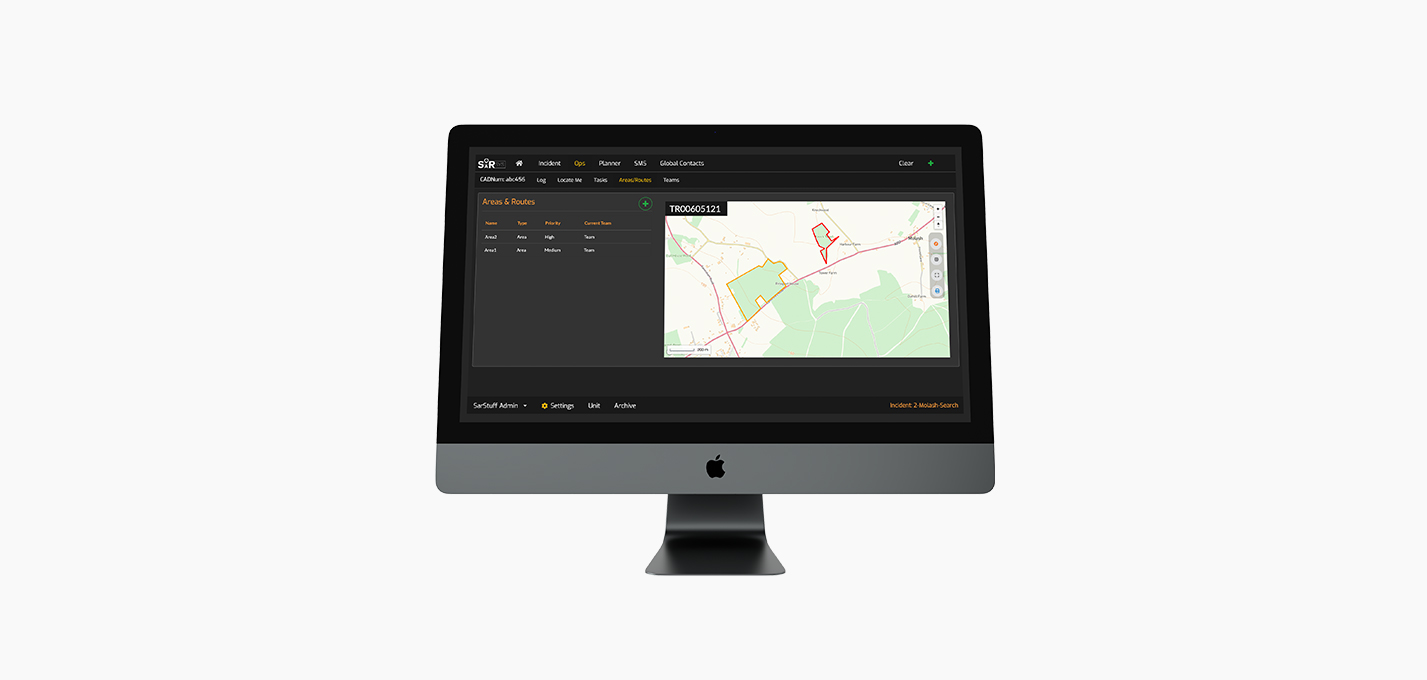 SAR
Incident Ops Planner SMS Global Contacts Clear
CADNum: abc456 Log Locate Me Tasks Areas/Routes Teams
Areas & Routes
Name Type Priority Current Team
Area2 Area High Team
Area1 Area Medium Team
TR00605121
Molash
SarStuff Admin Settings Unit Archive
Incident: 2-Molash-Search